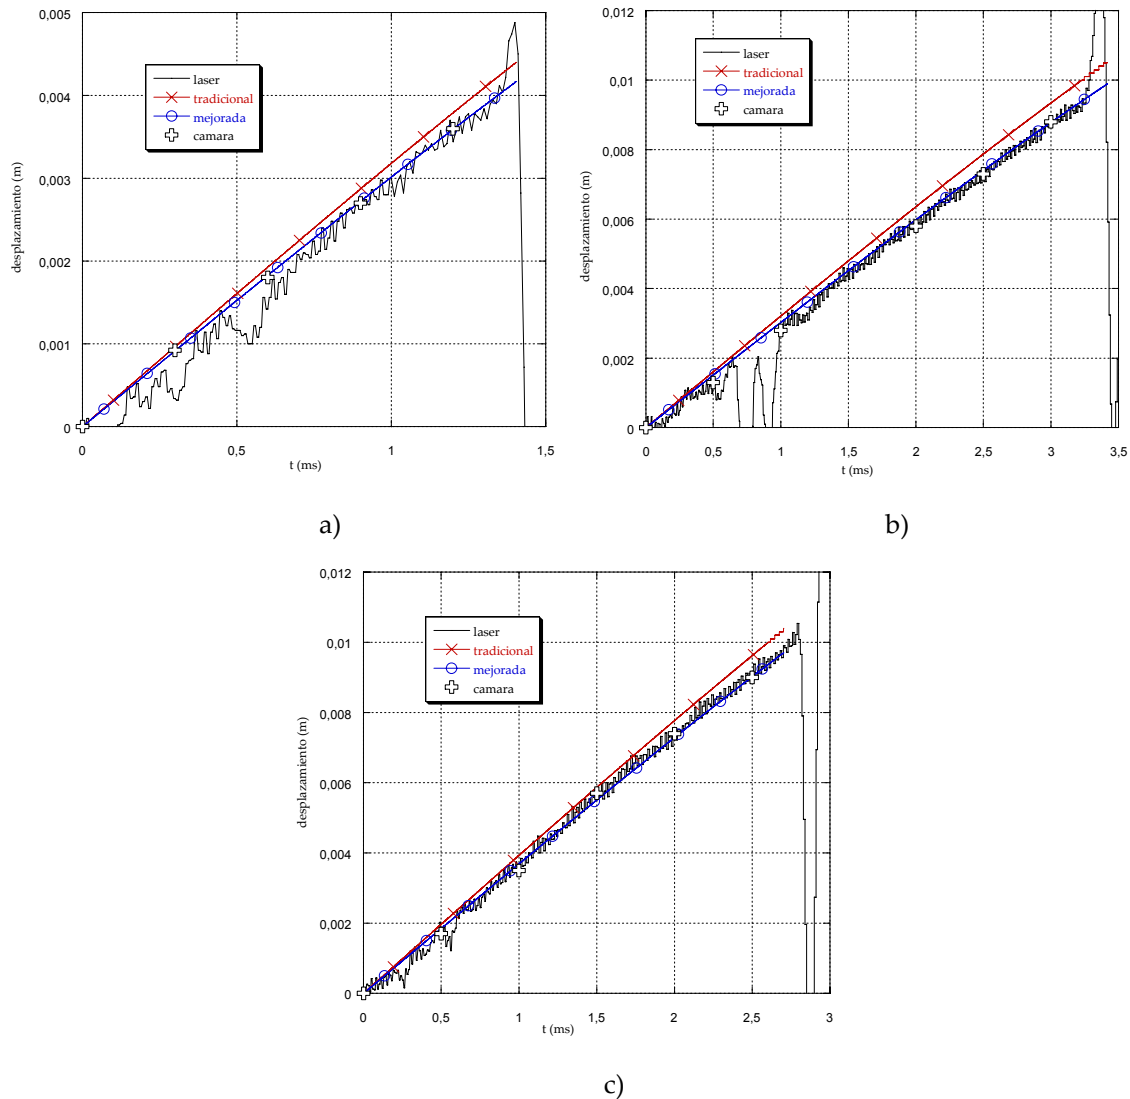 0,005
0,004
0,003
0,002
0,001
0
desplazamiento (m)
laser
tradicional
mejorada
camara
0
0,5
1
1,5
t (ms)
a)
0,012
0,01
0,008
0,006
0,004
0,002
0
desplazamiento (m)
laser
tradicional
mejorada
camara
0
0,5
1
1,5
2
2,5
3
3,5
t (ms)
b)
0,012
0,01
0,008
0,006
0,004
0,002
0
desplazamiento (m)
laser
tradicional
mejorada
camara
0
0,5
1
1,5
2
2,5
3
t (ms)
c)